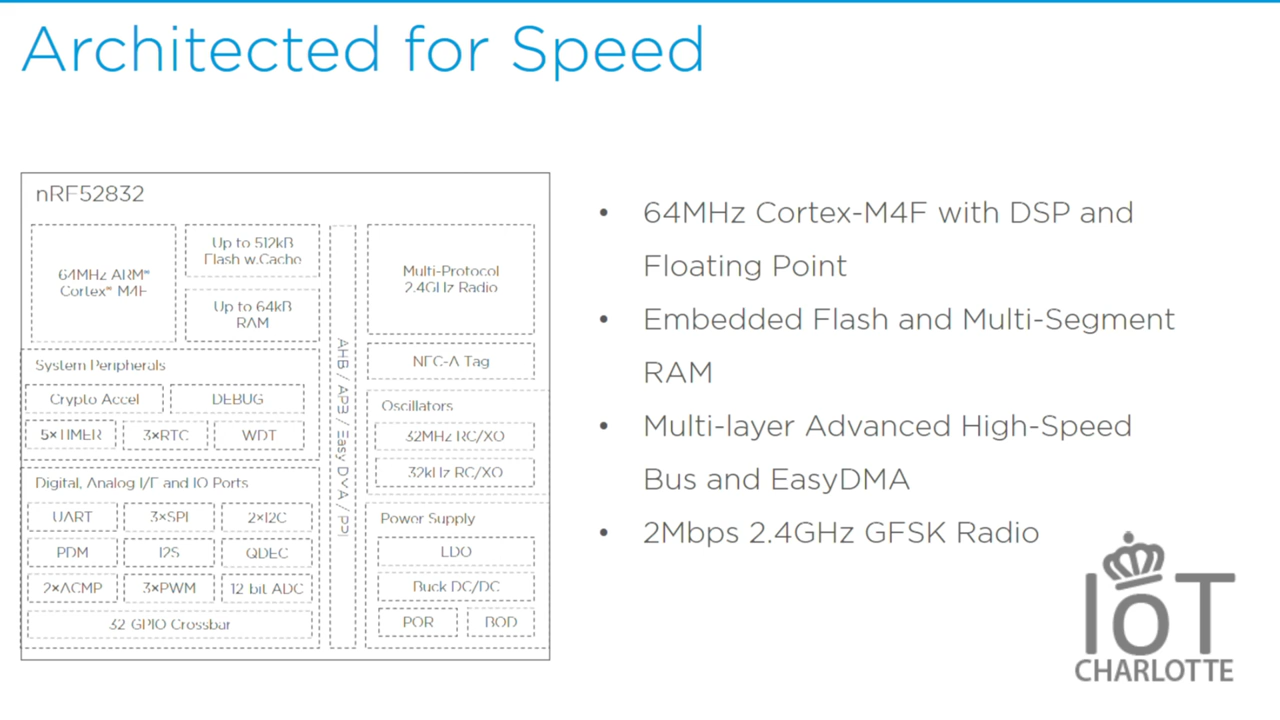 Architected for Speed
nRF52832
64MHz ARM®
Cortex® M4F
Up to 512kB
Flash w.Cache
Up to 64kB
RAM
System Peripherals
Crypto Accel
DEBUG
5×TIMER
3×RTC
WDT
Digital, Analog I/F and IO Ports
UART
3×SPI
2×I2C
PDM
I2S
QDEC
2×ACMP
3×PWM
12 bit ADC
32 GPIO Crossbar
AHB / APB / Easy DMA / PPI
Multi-Protocol
2.4GHz Radio
NFC-A Tag
Oscillators
32MHz RC/XO
32kHz RC/XO
Power Supply
LDO
Buck DC/DC
POR
BOD
• 64MHz Cortex-M4F with DSP and
Floating Point
• Embedded Flash and Multi-Segment
RAM
• Multi-layer Advanced High-Speed
Bus and EasyDMA
• 2Mbps 2.4GHz GFSK Radio
IoT
CHARLOTTE